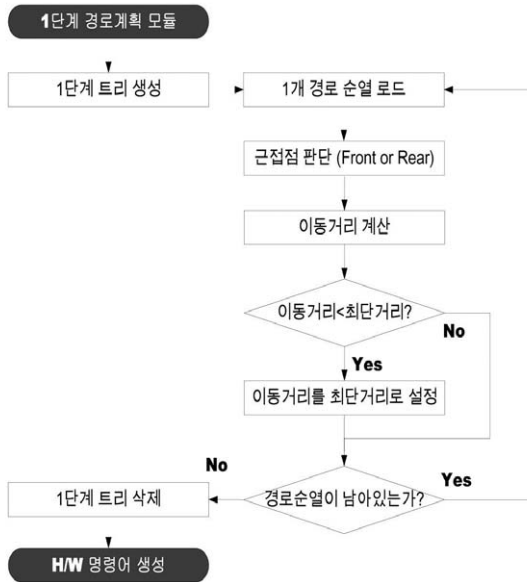 1단계 경로계획 모듈
1단계 트리 생성
1개 경로 순열 로드
근접점 판단 (Front or Rear)
이동거리 계산
이동거리<최단거리?
No
Yes
이동거리를 최단거리로 설정
No
경로순열이 남아있는가?
Yes
1단계 트리 삭제
H/W 명령어 생성